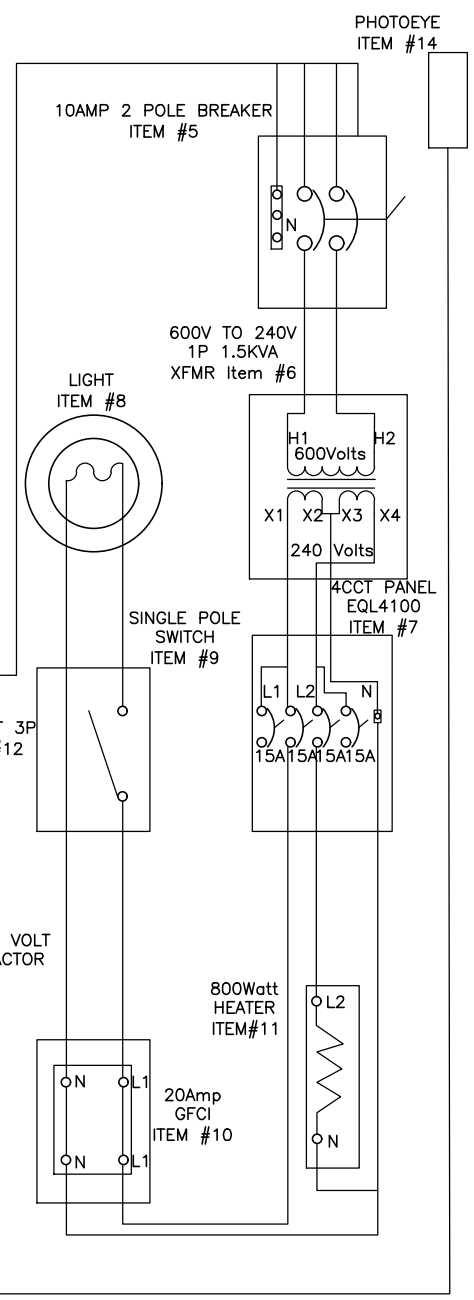 PHOTOEYE
ITEM #14
10AMP 2 POLE BREAKER
ITEM #5
N
600V TO 240V
1P 1.5KVA
XFMR Item #6
LIGHT
ITEM #8
H1 H2
600Volts
X1 X2 X3 X4
240 Volts
4CCT PANEL
EQL4100
ITEM #7
SINGLE POLE
SWITCH
ITEM #9
L1 L2 N
3P
12
15A 15A 15A 15A
VOLT
800Watt
HEATER
ITEM#11
L2
N L1
20Amp
GFCI
ITEM #10
N
N L1